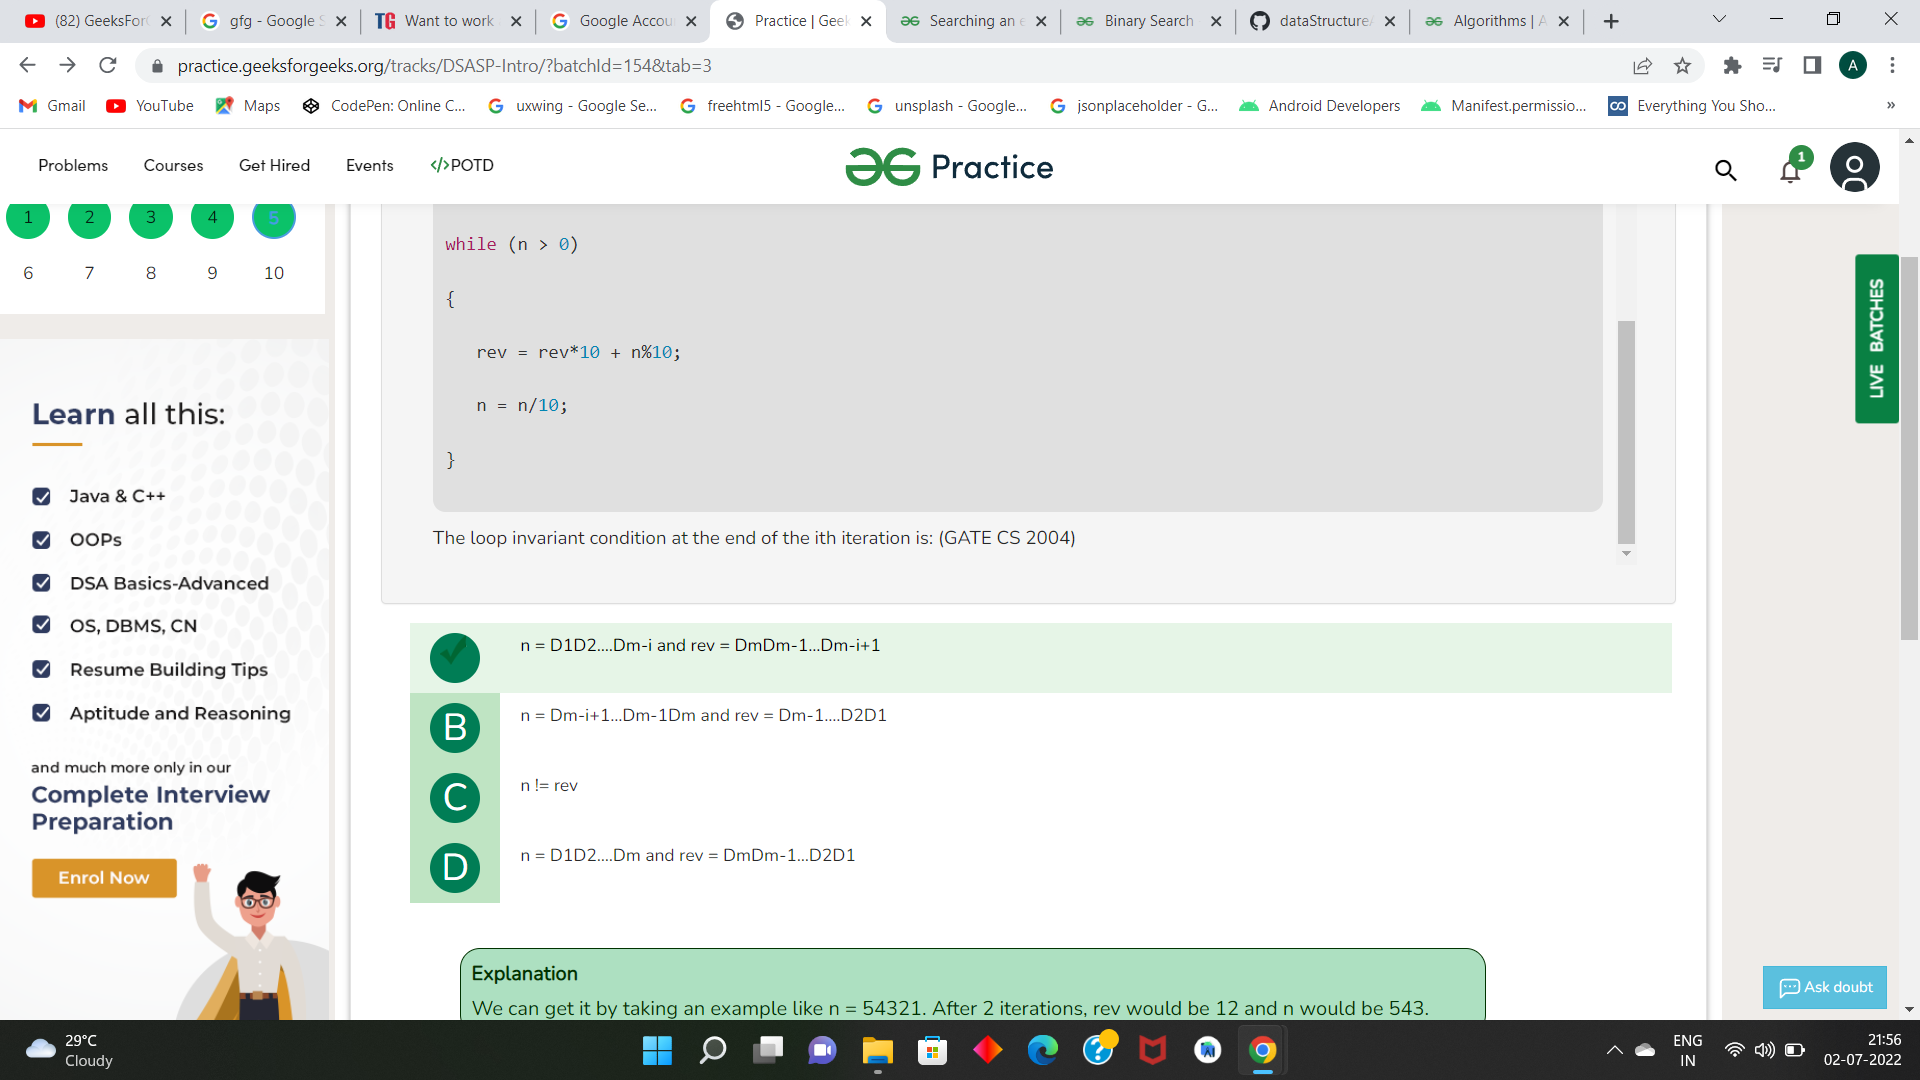 (82) GeeksFor
gfg - Google S
Want to work
Google Accou
Practice | Geek
Searching an e
Binary Search
dataStructure/
Algorithms | A
practice.geeksforgeeks.org/tracks/DSASP-Intro/?batchId=154&tab=3
A
Gmail
YouTube
Maps
CodePen: Online C...
uxwing - Google Se...
freehtml5 - Google...
unsplash - Google...
jsonplaceholder - G...
Android Developers
Manifest.permissio...
Everything You Sho...
»
Problems
Courses
Get Hired
Events
</>POTD
Practice
1
1 2 3 4 5
6 7 8 9 10
Learn all this:
Java & C++
OOPs
DSA Basics-Advanced
OS, DBMS, CN
Resume Building Tips
Aptitude and Reasoning
and much more only in our
Complete Interview
Preparation
Enrol Now
while (n > 0)
{
rev = rev*10 + n%10;
n = n/10;
}
The loop invariant condition at the end of the ith iteration is: (GATE CS 2004)
n = D1D2....Dm-i and rev = DmDm-1...Dm-i+1
B
n = Dm-i+1...Dm-1Dm and rev = Dm-1....D2D1
C
n != rev
D
n = D1D2....Dm and rev = DmDm-1...D2D1
Explanation
We can get it by taking an example like n = 54321. After 2 iterations, rev would be 12 and n would be 543.
LIVE BATCHES
Ask doubt
29°C
Cloudy
ENG
IN
21:56
02-07-2022